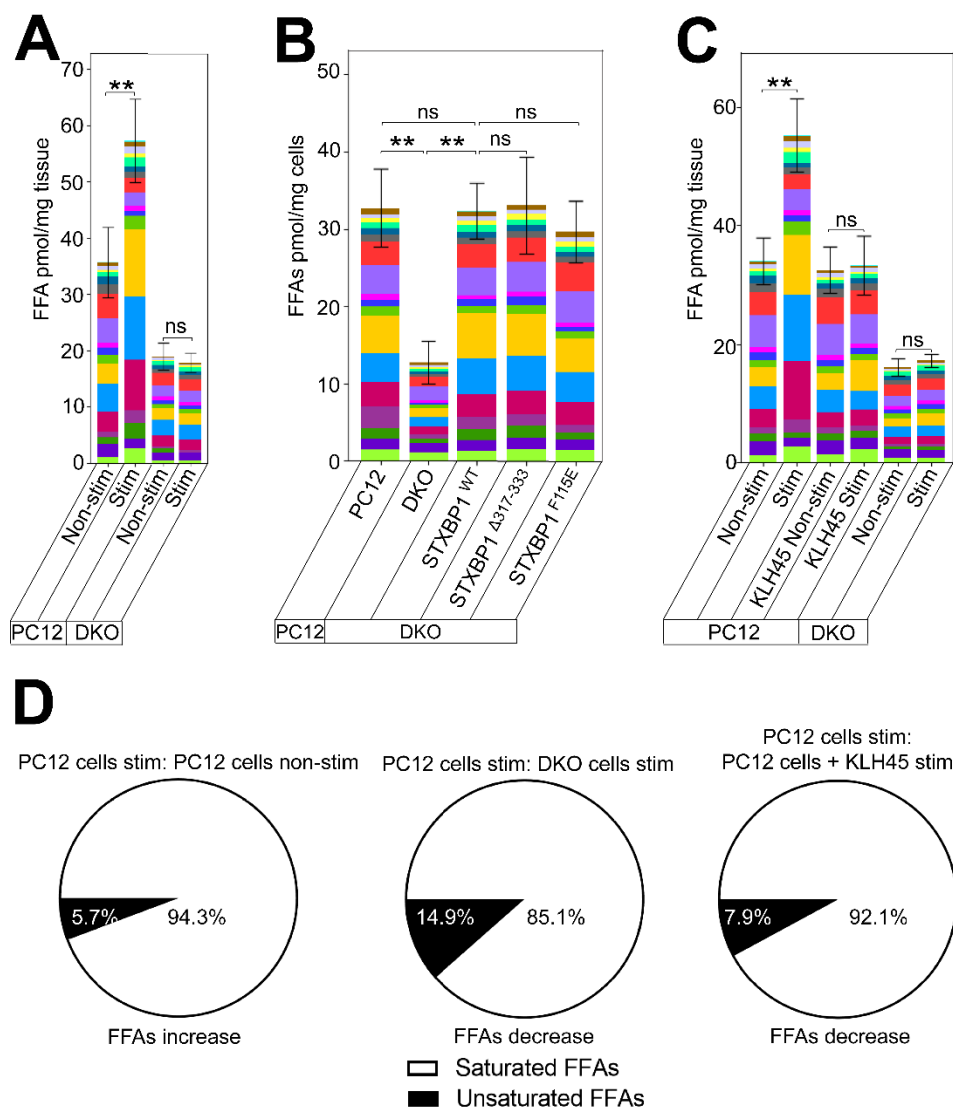 A
FFA pmol/mg tissue
70
60
50
40
30
20
10
0
**
ns
Non-stim
Stim
Non-stim
Stim
PC12
DKO
B
FFAs pmol/mg cells
50
40
30
20
10
0
ns
ns
**
**
ns
PC12
DKO
STXBP1 WT
STXBP1 Δ317-333
STXBP1 F115E
PC12
DKO
C
FFA pmol/mg tissue
60
40
20
0
**
ns
ns
Non-stim
Stim
KLH45 Non-stim
KLH45 Stim
Non-stim
Stim
PC12
DKO
D
PC12 cells stim: PC12 cells non-stim
5.7%
94.3%
FFAs increase
PC12 cells stim: DKO cells stim
14.9%
85.1%
FFAs decrease
PC12 cells stim:
PC12 cells + KLH45 stim
7.9%
92.1%
FFAs decrease
Saturated FFAs
Unsaturated FFAs